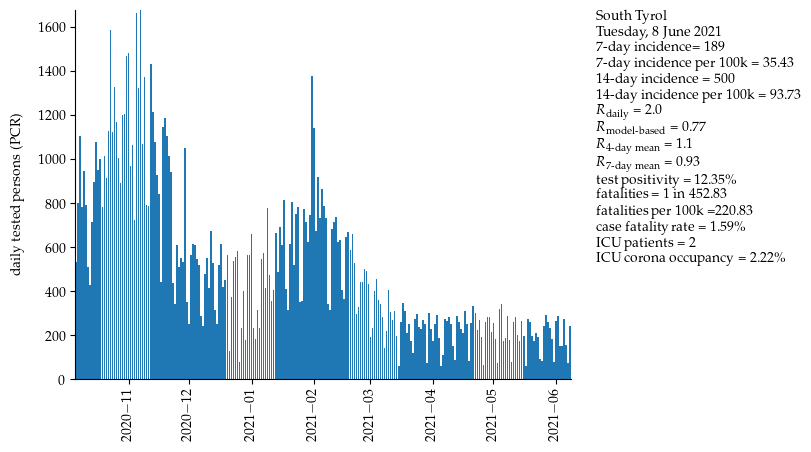 1600
1400
1200
1000
800
600
400
200
0
daily tested persons (PCR)
2020−11
2020−12
2021−01
2021−02
2021−03
2021−04
2021−05
2021−06
South Tyrol
Tuesday, 8 June 2021
7-day incidence= 189
7-day incidence per 100k = 35.43
14-day incidence = 500
14-day incidence per 100k = 93.73
R daily = 2.0
R model-based = 0.77
R 4-day mean = 1.1
R 7-day mean = 0.93
test positivity = 12.35%
fatalities = 1 in 452.83
fatalities per 100k =220.83
case fatality rate = 1.59%
ICU patients = 2
ICU corona occupancy = 2.22%